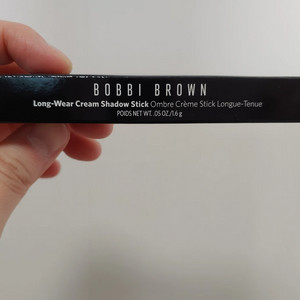 BOBBI BROWN
Long-Wear Cream Shadow Stick Ombre Crème Stick Longue-Tenue
POIDS NET WT. .05 OZ./1.6 g